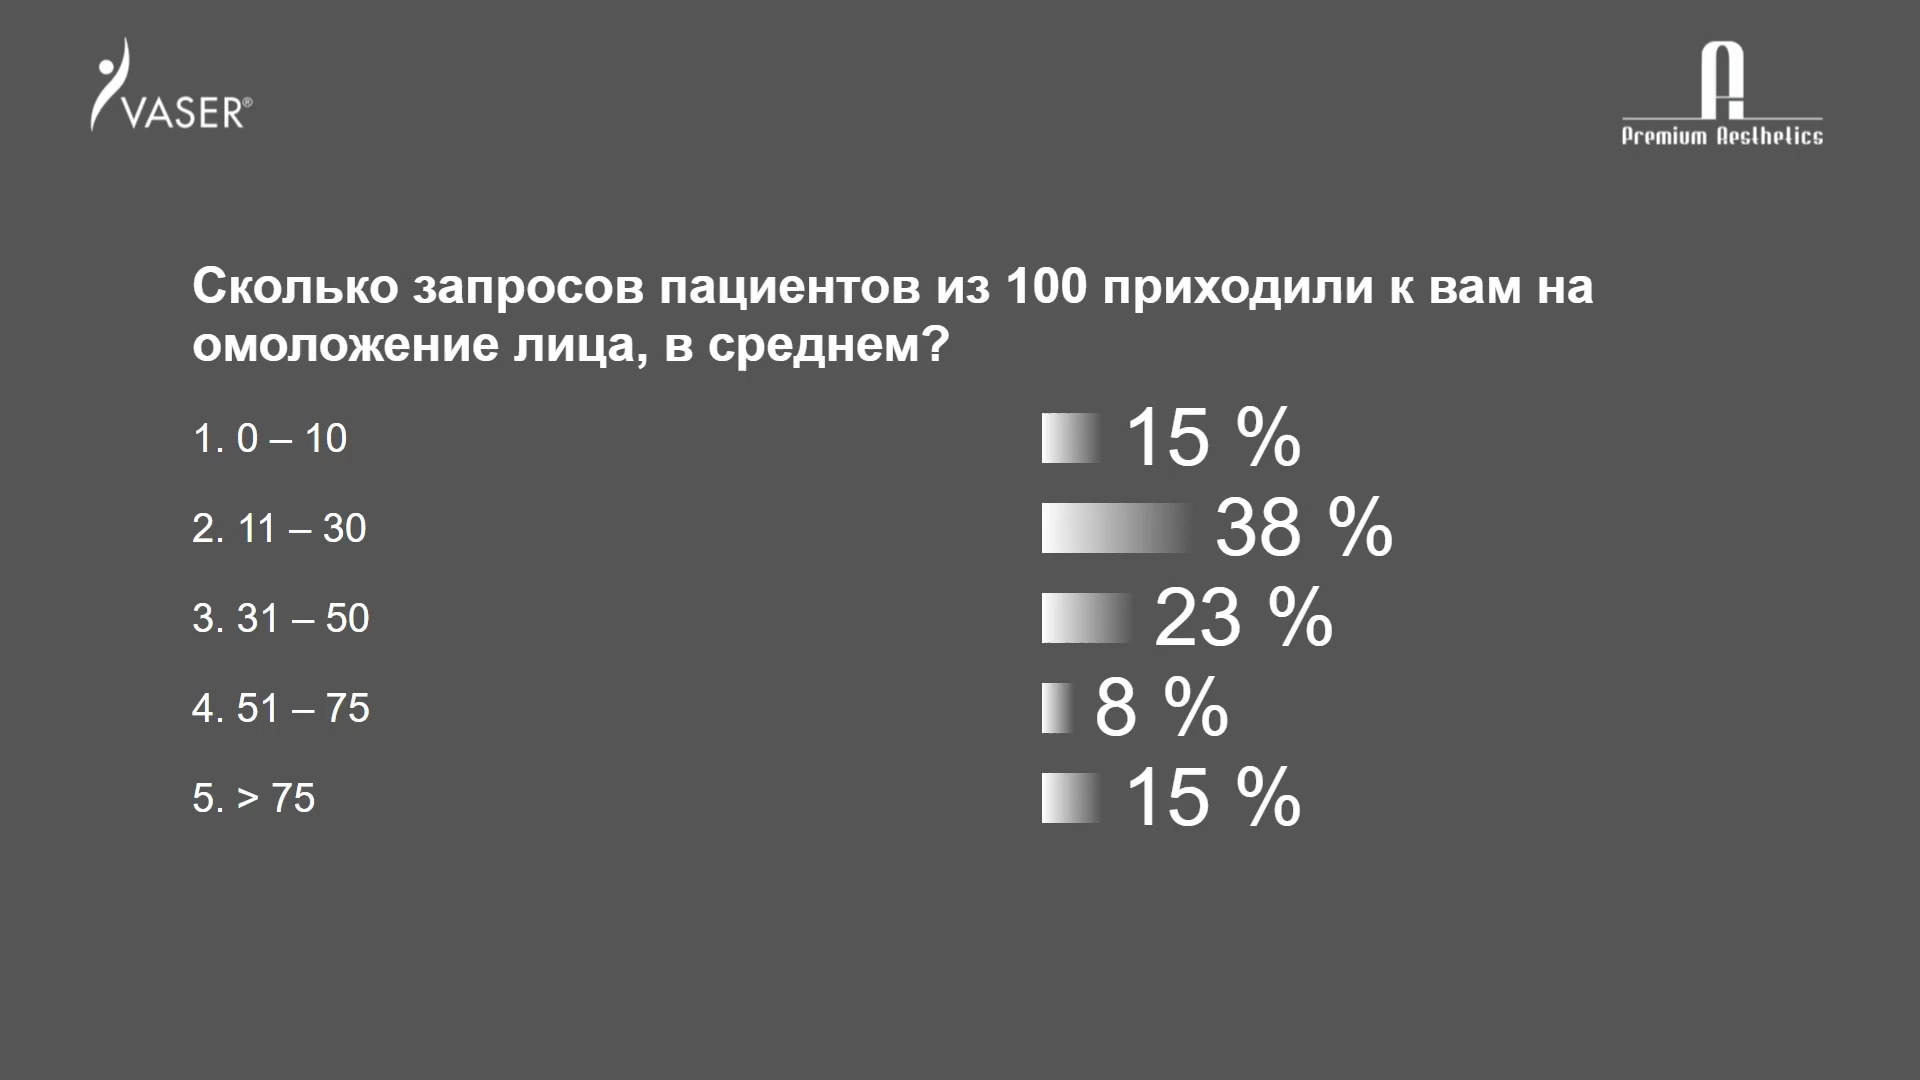 VASER®
Premium Aesthetics
Сколько запросов пациентов из 100 приходили к вам на
омоложение лица, в среднем?
1. 0 – 10 15 %
2. 11 – 30 38 %
3. 31 – 50 23 %
4. 51 – 75 8 %
5. > 75 15 %